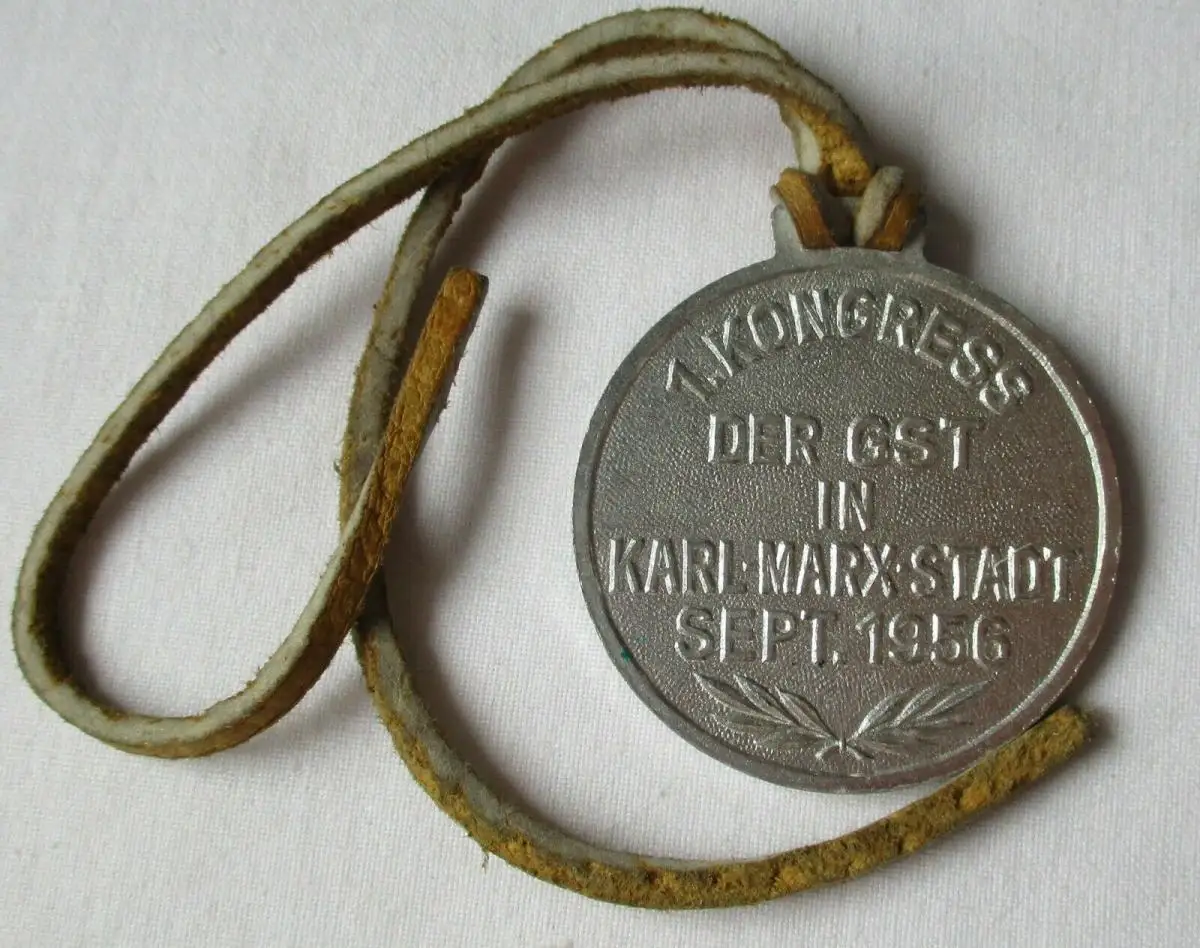 1. KONGRESS
DER GST
IN
KARL-MARX-STADT
SEPT. 1956